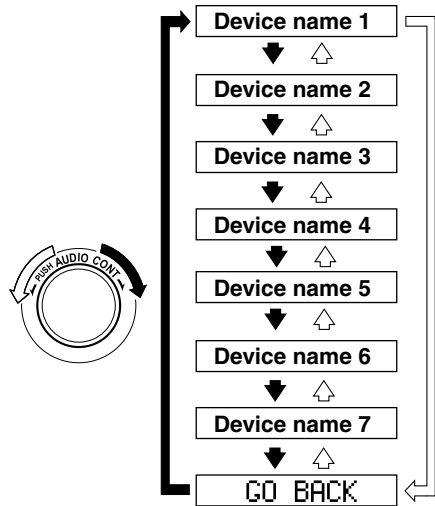 Device name 1
Device name 2
Device name 3
Device name 4
Device name 5
Device name 6
Device name 7
GO BACK
PUSH AUDIO CONT